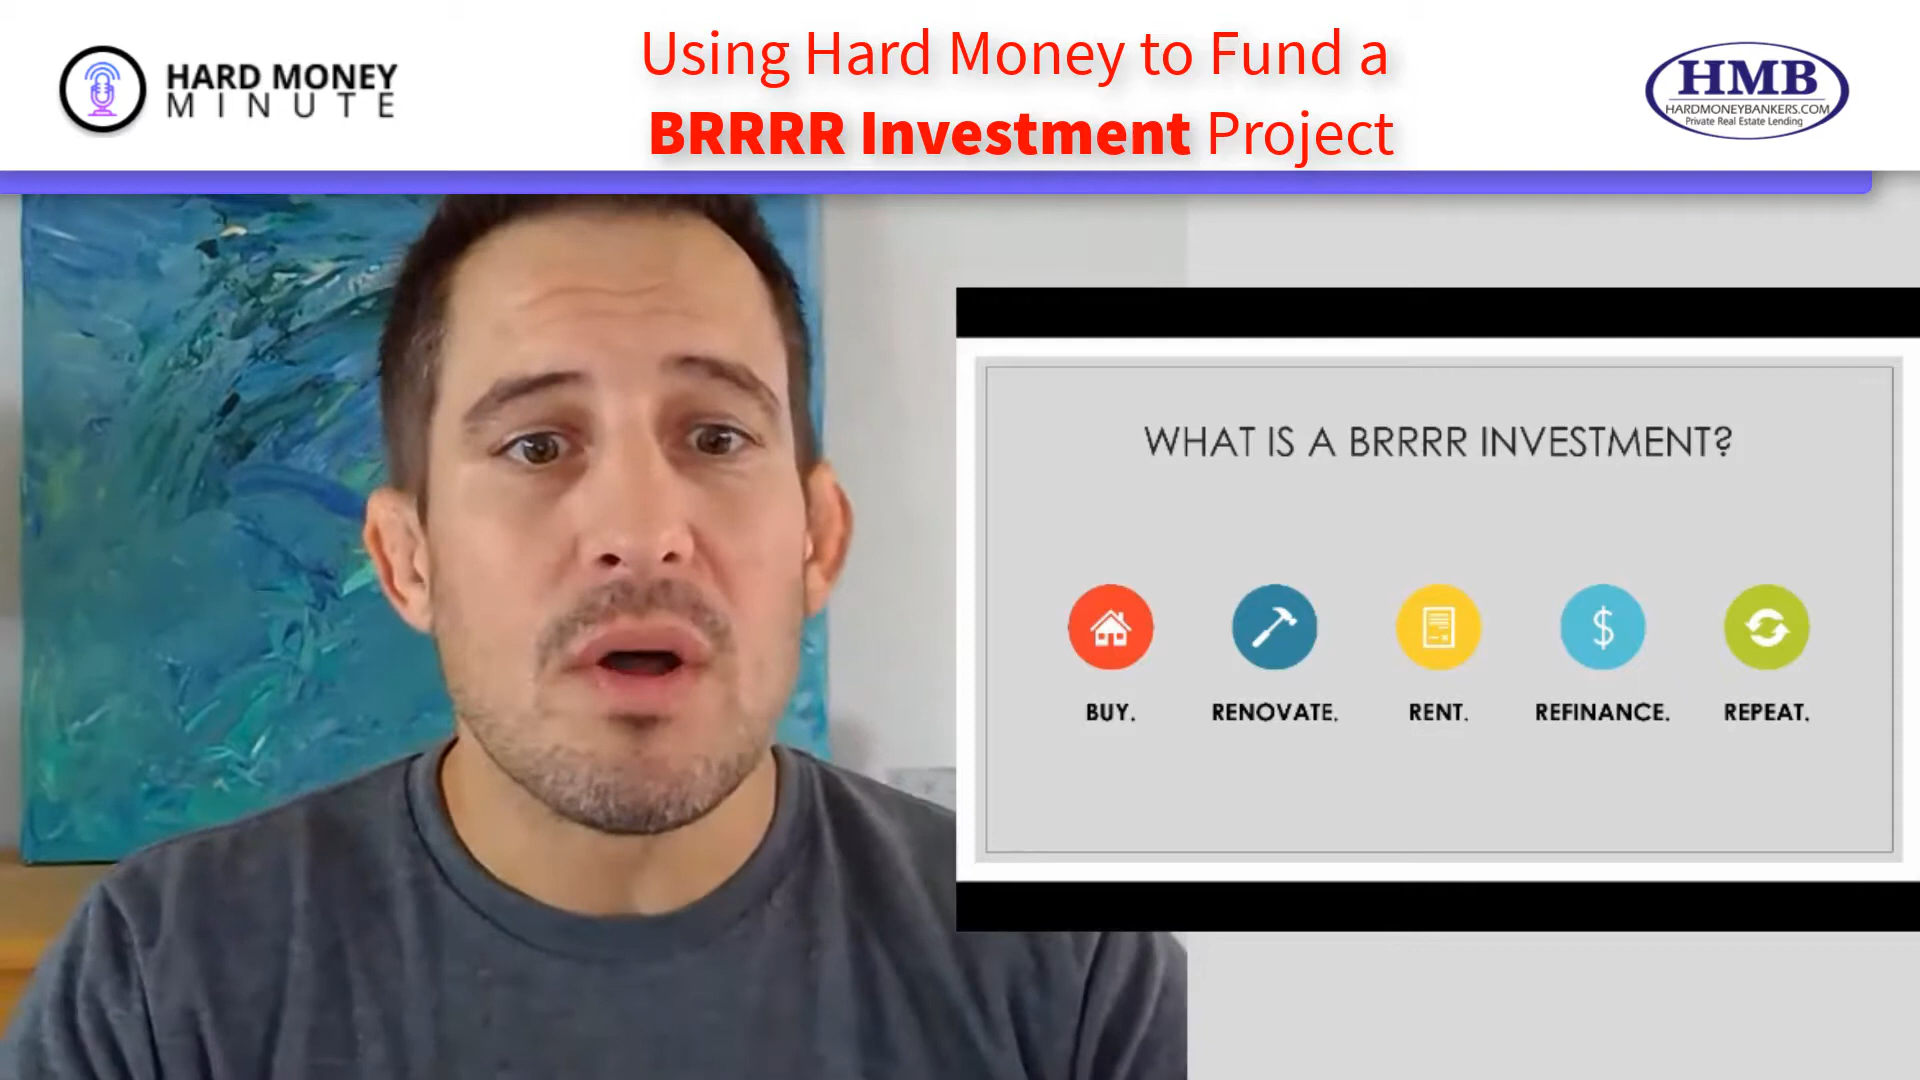 HARD MONEY
MINUTE
Using Hard Money to Fund a
BRRRR Investment Project
HMB
HARDMONEYBANKERS.COM
Private Real Estate Lending
WHAT IS A BRRRR INVESTMENT?
BUY. RENOVATE. RENT. REFINANCE. REPEAT.